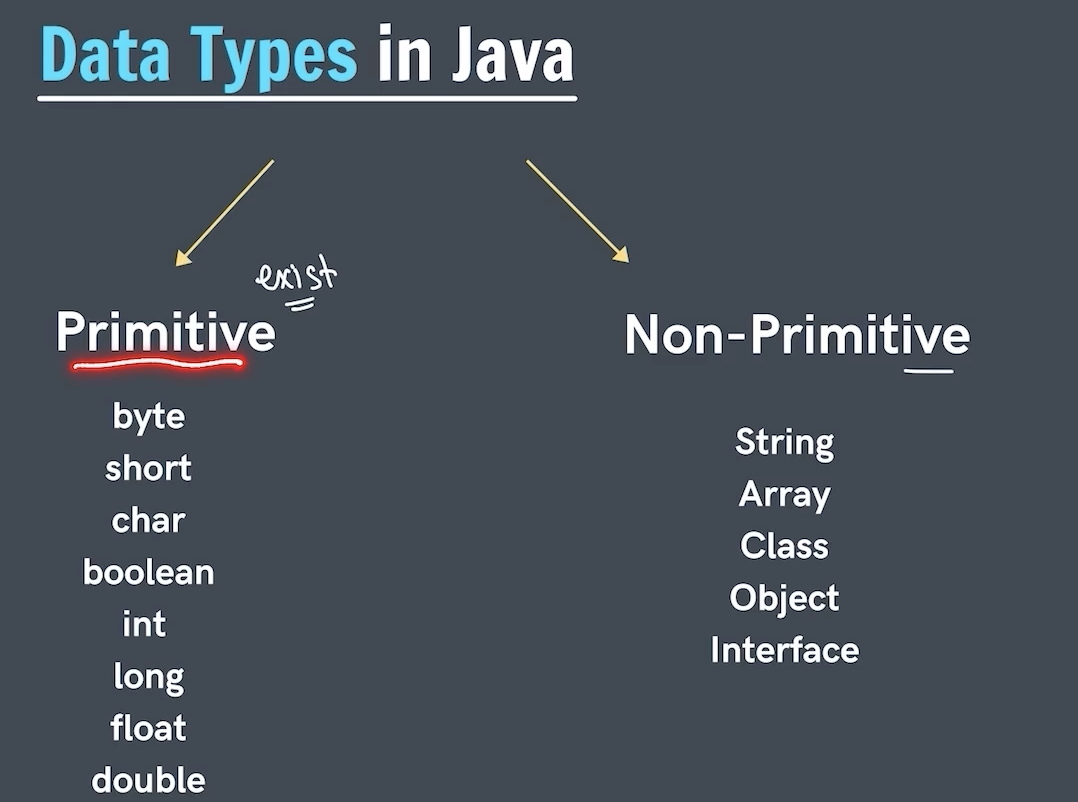 Data Types in Java
exist
Primitive
byte
short
char
boolean
int
long
float
double
Non-Primitive
String
Array
Class
Object
Interface